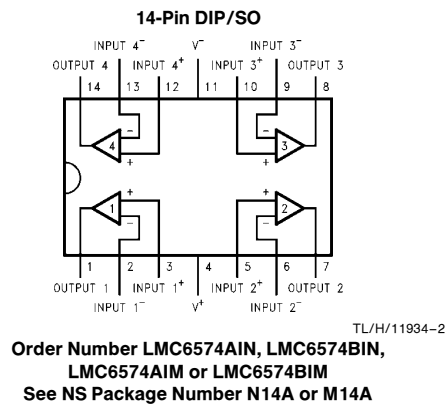 14-Pin DIP/SO
INPUT 4⁻ V⁻ INPUT 3⁻
OUTPUT 4 INPUT 4⁺ INPUT 3⁺ OUTPUT 3
14 13 12 11 10 9 8
− −
4 3
+ +
+ +
1 2
− −
1 2 3 4 5 6 7
OUTPUT 1 INPUT 1⁺ INPUT 2⁺ OUTPUT 2
INPUT 1⁻ V⁺ INPUT 2⁻
TL/H/11934–2
Order Number LMC6574AIN, LMC6574BIN,
LMC6574AIM or LMC6574BIM
See NS Package Number N14A or M14A